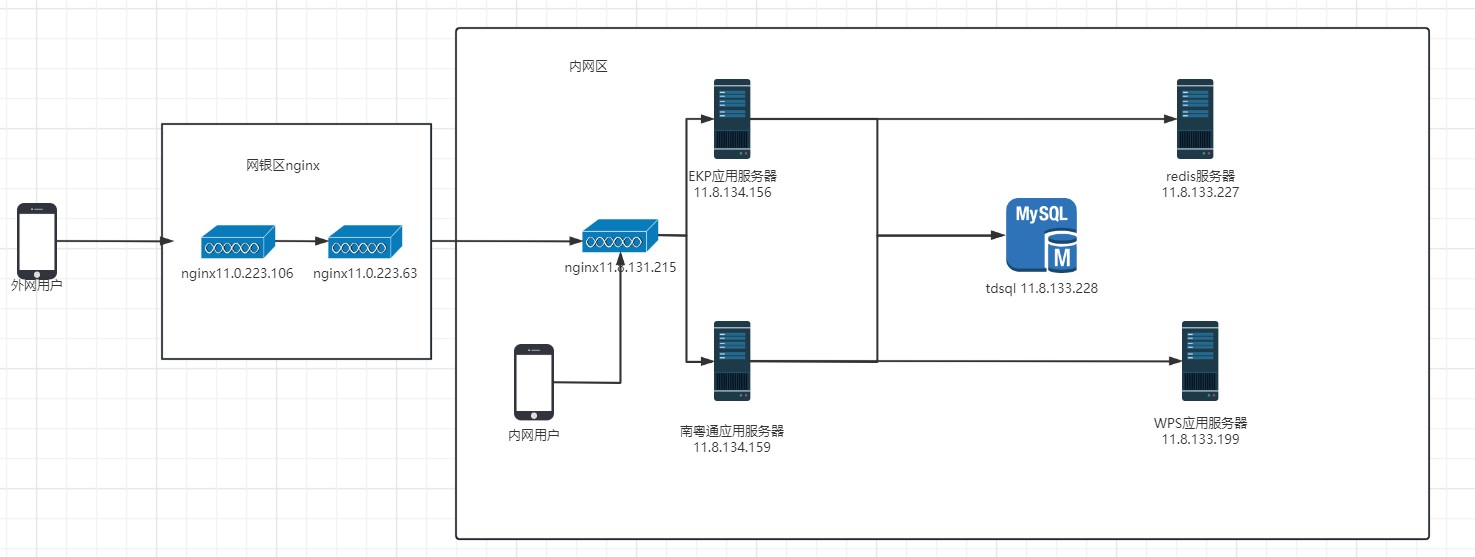 内网区
网银区nginx
nginx11.0.223.106
nginx11.0.223.63
外网用户
nginx11.8.131.215
内网用户
EKP应用服务器
11.8.134.156
南粤通应用服务器
11.8.134.159
redis服务器
11.8.133.227
MySQL
M
tdsql 11.8.133.228
WPS应用服务器
11.8.133.199